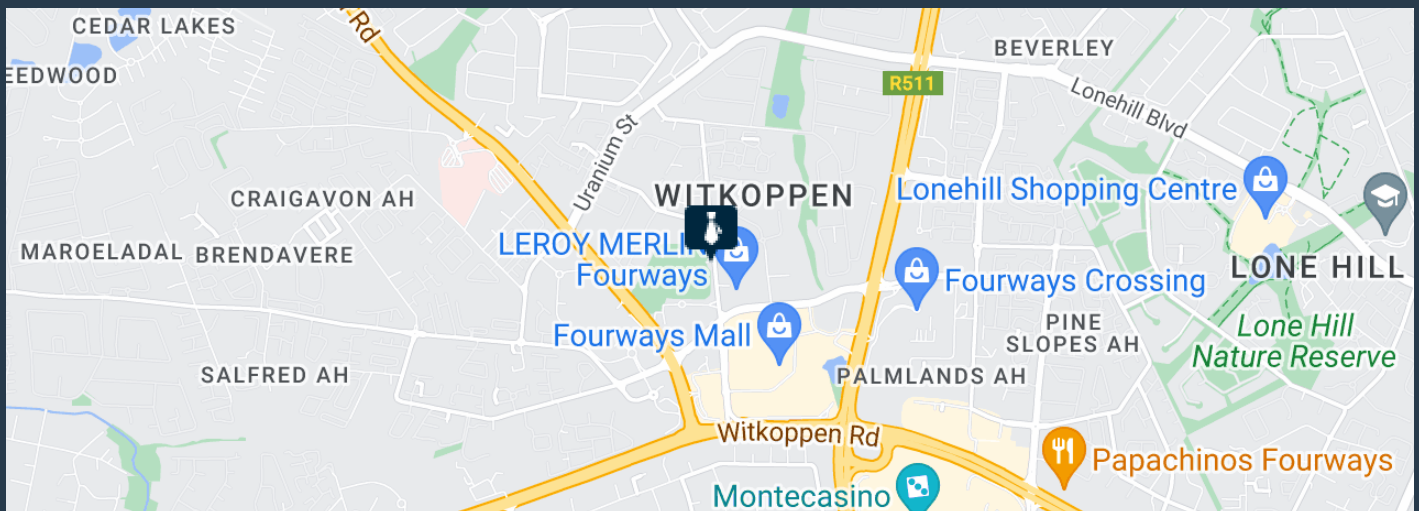 CEDAR LAKES
EEDWOOD
Rd
BEVERLEY
R511
Lonehill Blvd
Uranium St
WITKOPPEN
Lonehill Shopping Centre
CRAIGAVON AH
MAROELADAL
BRENDAVERE
LEROY MERLIN
Fourways
LONE HILL
Fourways Crossing
Fourways Mall
PINE
SLOPES AH
Lone Hill
Nature Reserve
SALFRED AH
PALMLANDS AH
Witkoppen Rd
Papachinos Fourways
Montecasino